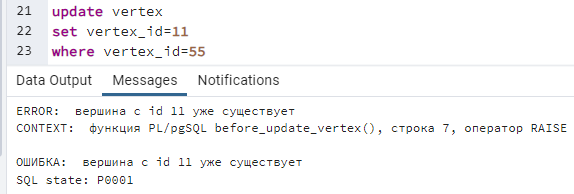 21 update vertex
22 set vertex_id=11
23 where vertex_id=55
Data Output Messages Notifications
ERROR: вершина с id 11 уже существует
CONTEXT: функция PL/pgSQL before_update_vertex(), строка 7, оператор RAISE
ОШИБКА: вершина с id 11 уже существует
SQL state: P0001